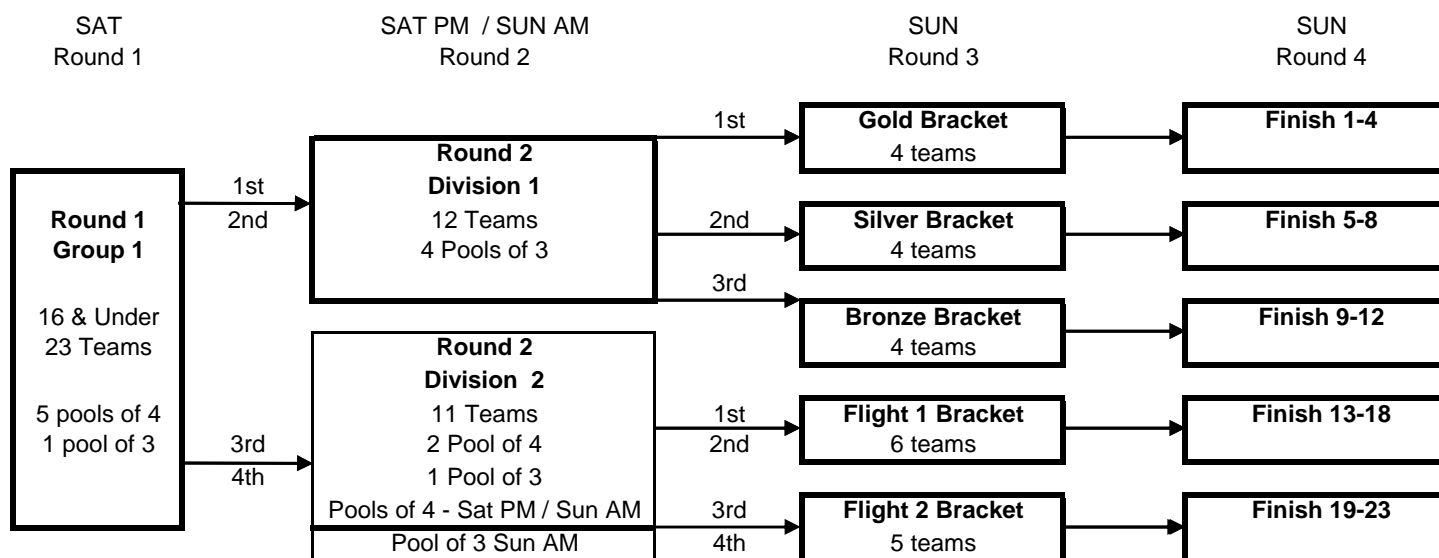 SAT
Round 1
SAT PM / SUN AM
Round 2
SUN
Round 3
SUN
Round 4
Round 1
Group 1
16 & Under
23 Teams
5 pools of 4
1 pool of 3
1st
2nd
3rd
4th
Round 2
Division 1
12 Teams
4 Pools of 3
Round 2
Division 2
11 Teams
2 Pool of 4
1 Pool of 3
Pools of 4 - Sat PM / Sun AM
Pool of 3 Sun AM
1st
2nd
3rd
1st
2nd
3rd
4th
Gold Bracket
4 teams
Silver Bracket
4 teams
Bronze Bracket
4 teams
Flight 1 Bracket
6 teams
Flight 2 Bracket
5 teams
Finish 1-4
Finish 5-8
Finish 9-12
Finish 13-18
Finish 19-23